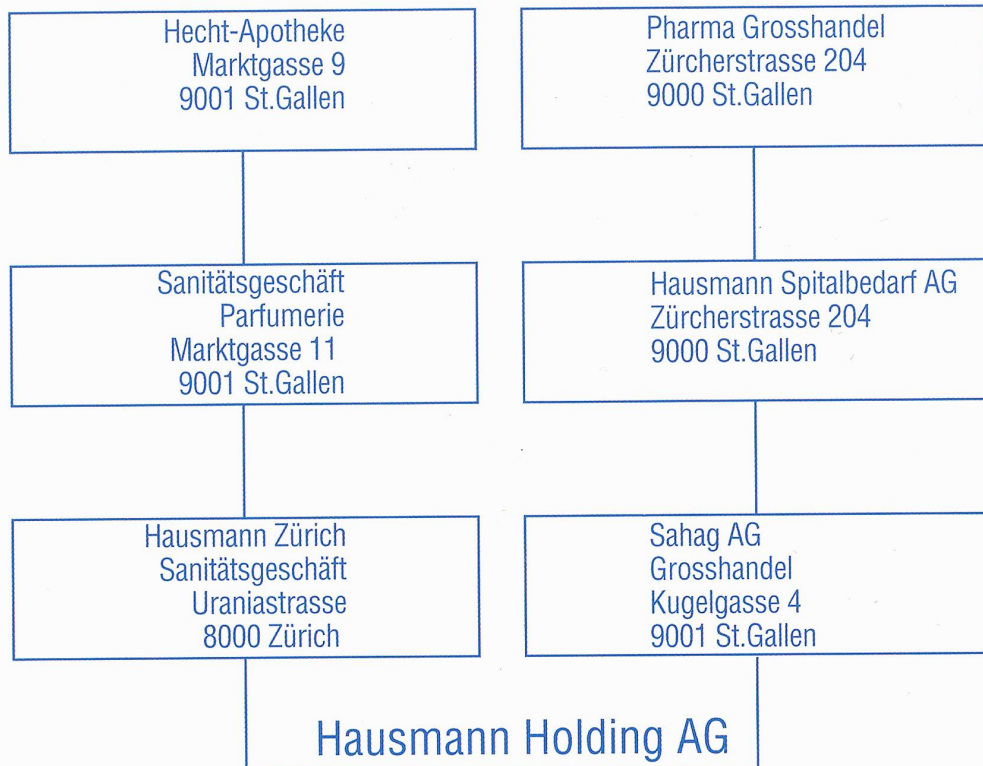 Hecht-Apotheke
Marktgasse 9
9001 St.Gallen
Pharma Grosshandel
Zürcherstrasse 204
9000 St.Gallen
Sanitätsgeschäft
Parfumerie
Marktgasse 11
9001 St.Gallen
Hausmann Spitalbedarf AG
Zürcherstrasse 204
9000 St.Gallen
Hausmann Zürich
Sanitätsgeschäft
Uraniastrasse
8000 Zürich
Sahag AG
Grosshandel
Kugelgasse 4
9001 St.Gallen
Hausmann Holding AG